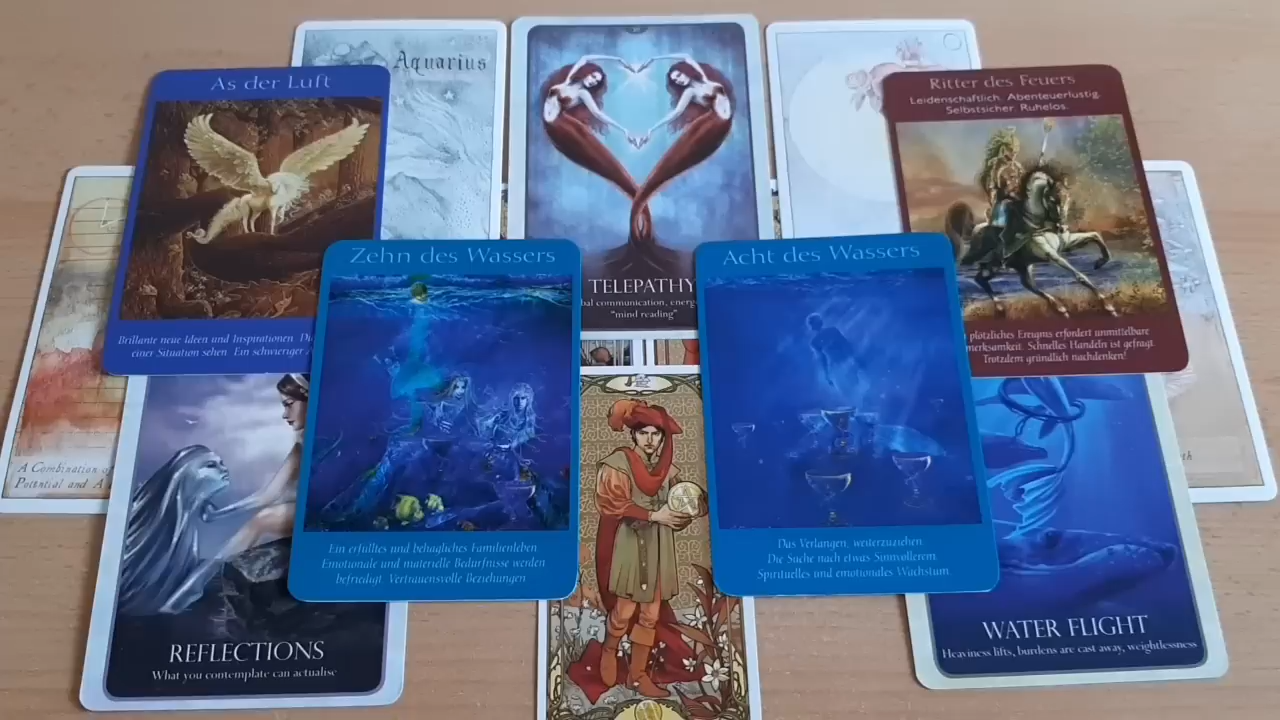 Aquarius
As der Luft
Brillante neue Ideen und Inspirationen.
einer Situation sehen. Ein schwieriger
TELEPATHY
"mind reading"
Ritter des Feuers
Leidenschaftlich. Abenteuerlustig.
Selbstsicher. Ruhelos.
plötzliches Ereignis erfordert unmittelbare
Schnelles Handeln ist gefragt.
Trotzdem gründlich nachdenken!
Zehn des Wassers
Ein erfülltes und behagliches Familienleben
Emotionale und materielle Bedürfnisse werden
befriedigt. Vertrauensvolle Beziehungen
Acht des Wassers
Das Verlangen, weiterzuziehen.
Die Suche nach etwas Sinnvollerem.
Spirituelles und emotionales Wachstum.
A Combination of
Potential and A
REFLECTIONS
What you contemplate can actualise
WATER FLIGHT
Heaviness lifts, burdens are cast away, weightlessness